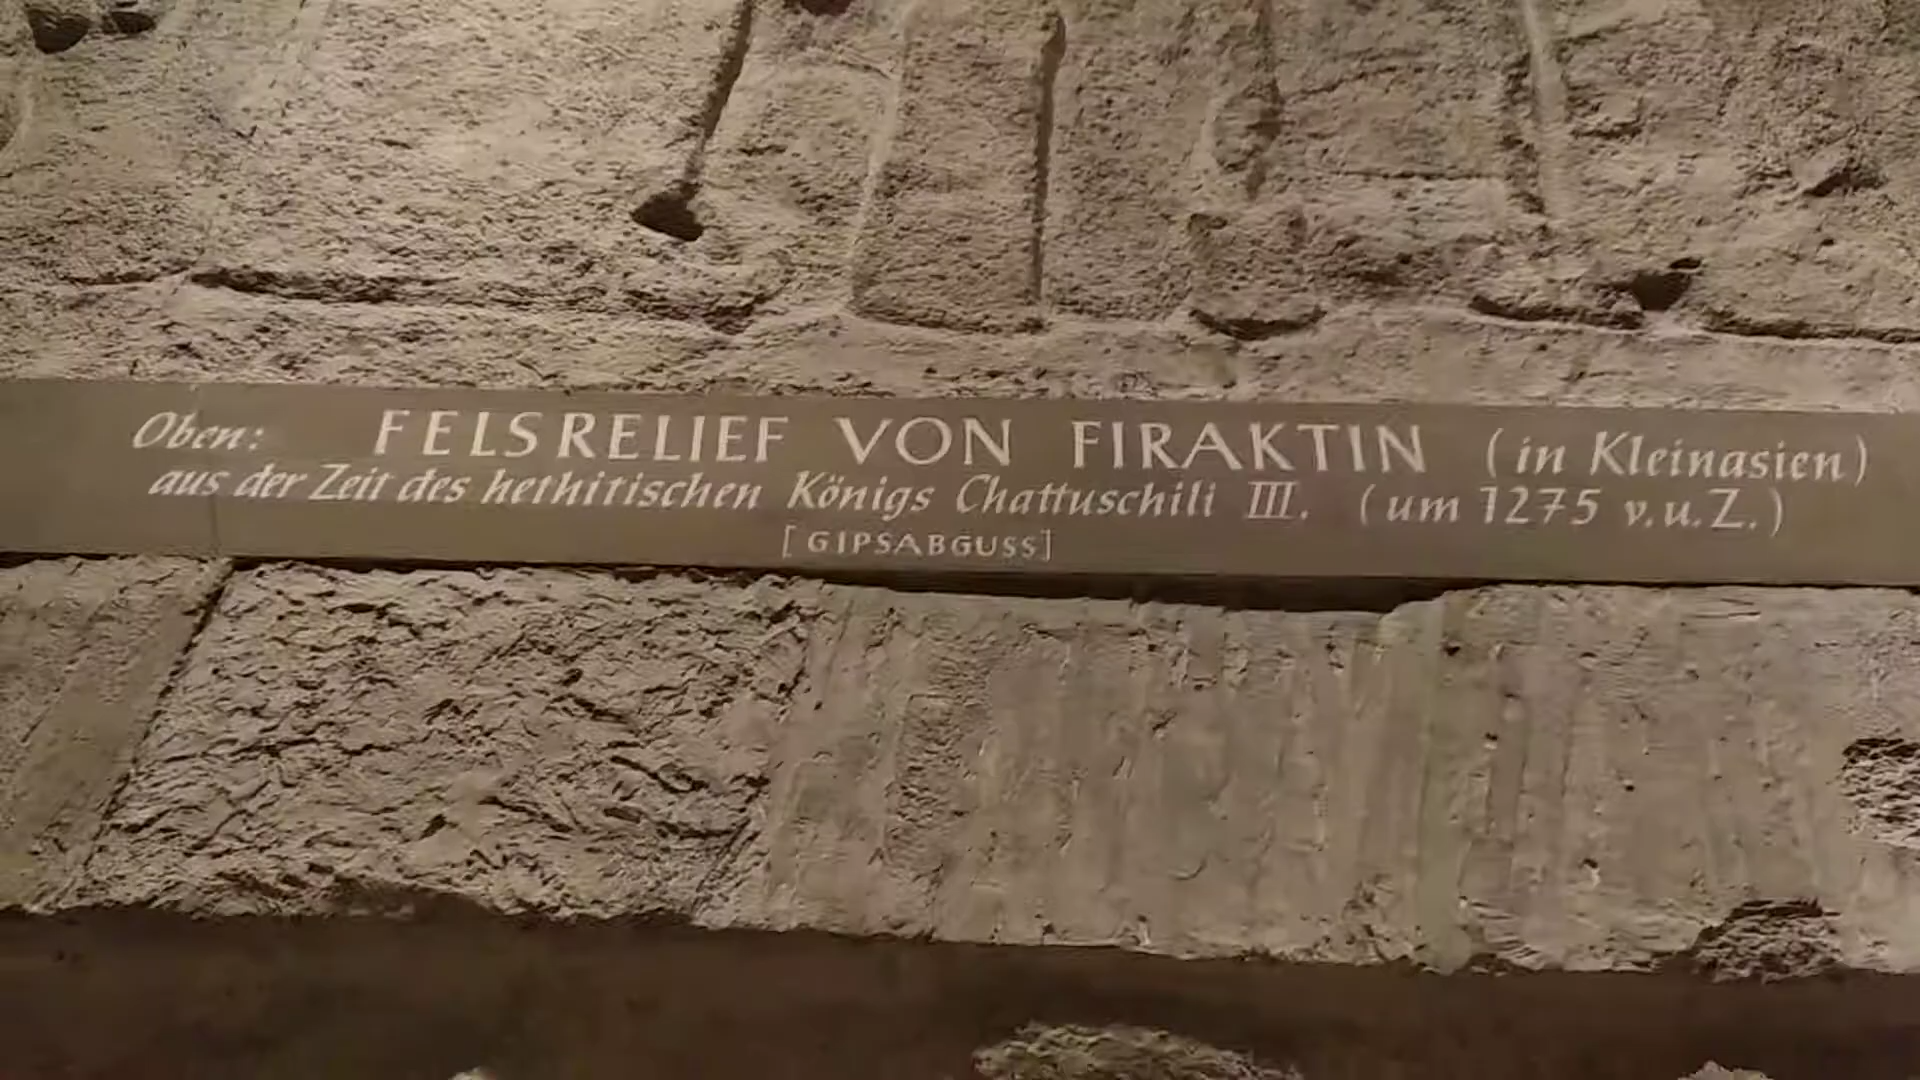 Oben: FELSRELIEF VON FIRAKTIN (in Kleinasien)
aus der Zeit des hethitischen Königs Chattuschili III. (um 1275 v.u.Z.)
[GIPSABGUSS]